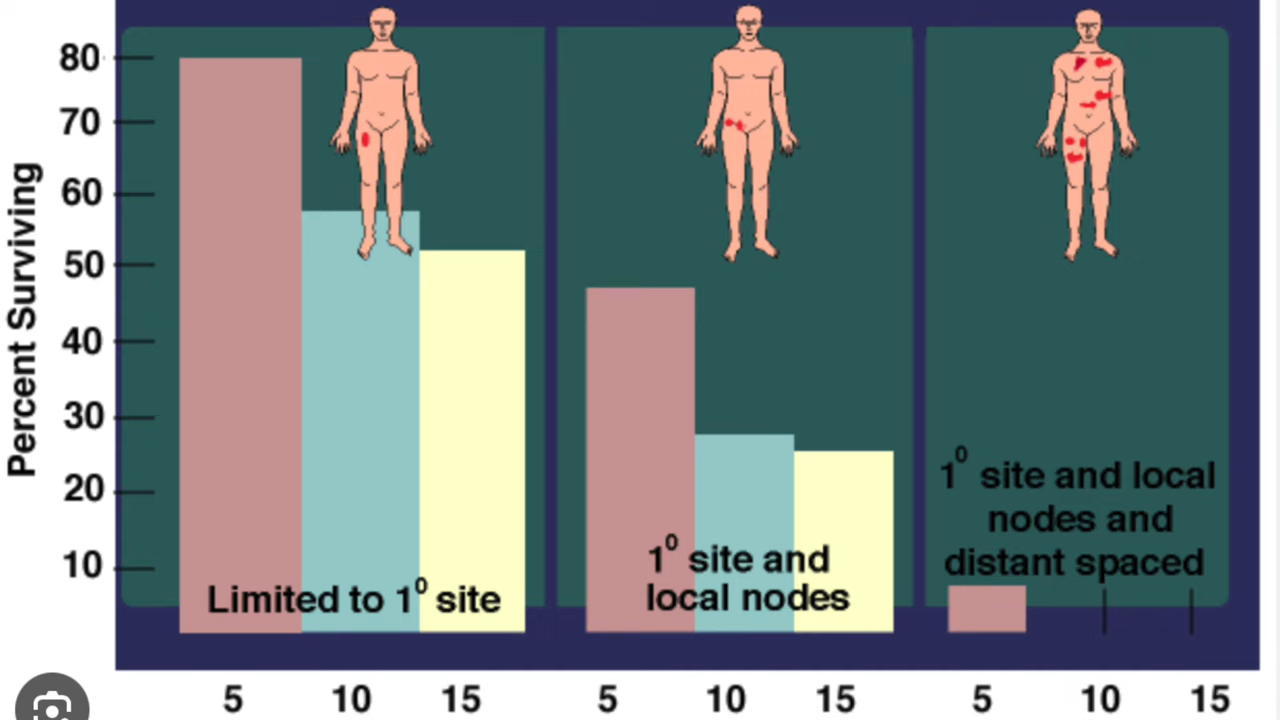 Percent Surviving
80
70
60
50
40
30
20
10
Limited to 1⁰ site
1⁰ site and
local nodes
1⁰ site and local
nodes and
distant spaced
5 10 15 5 10 15 5 10 15